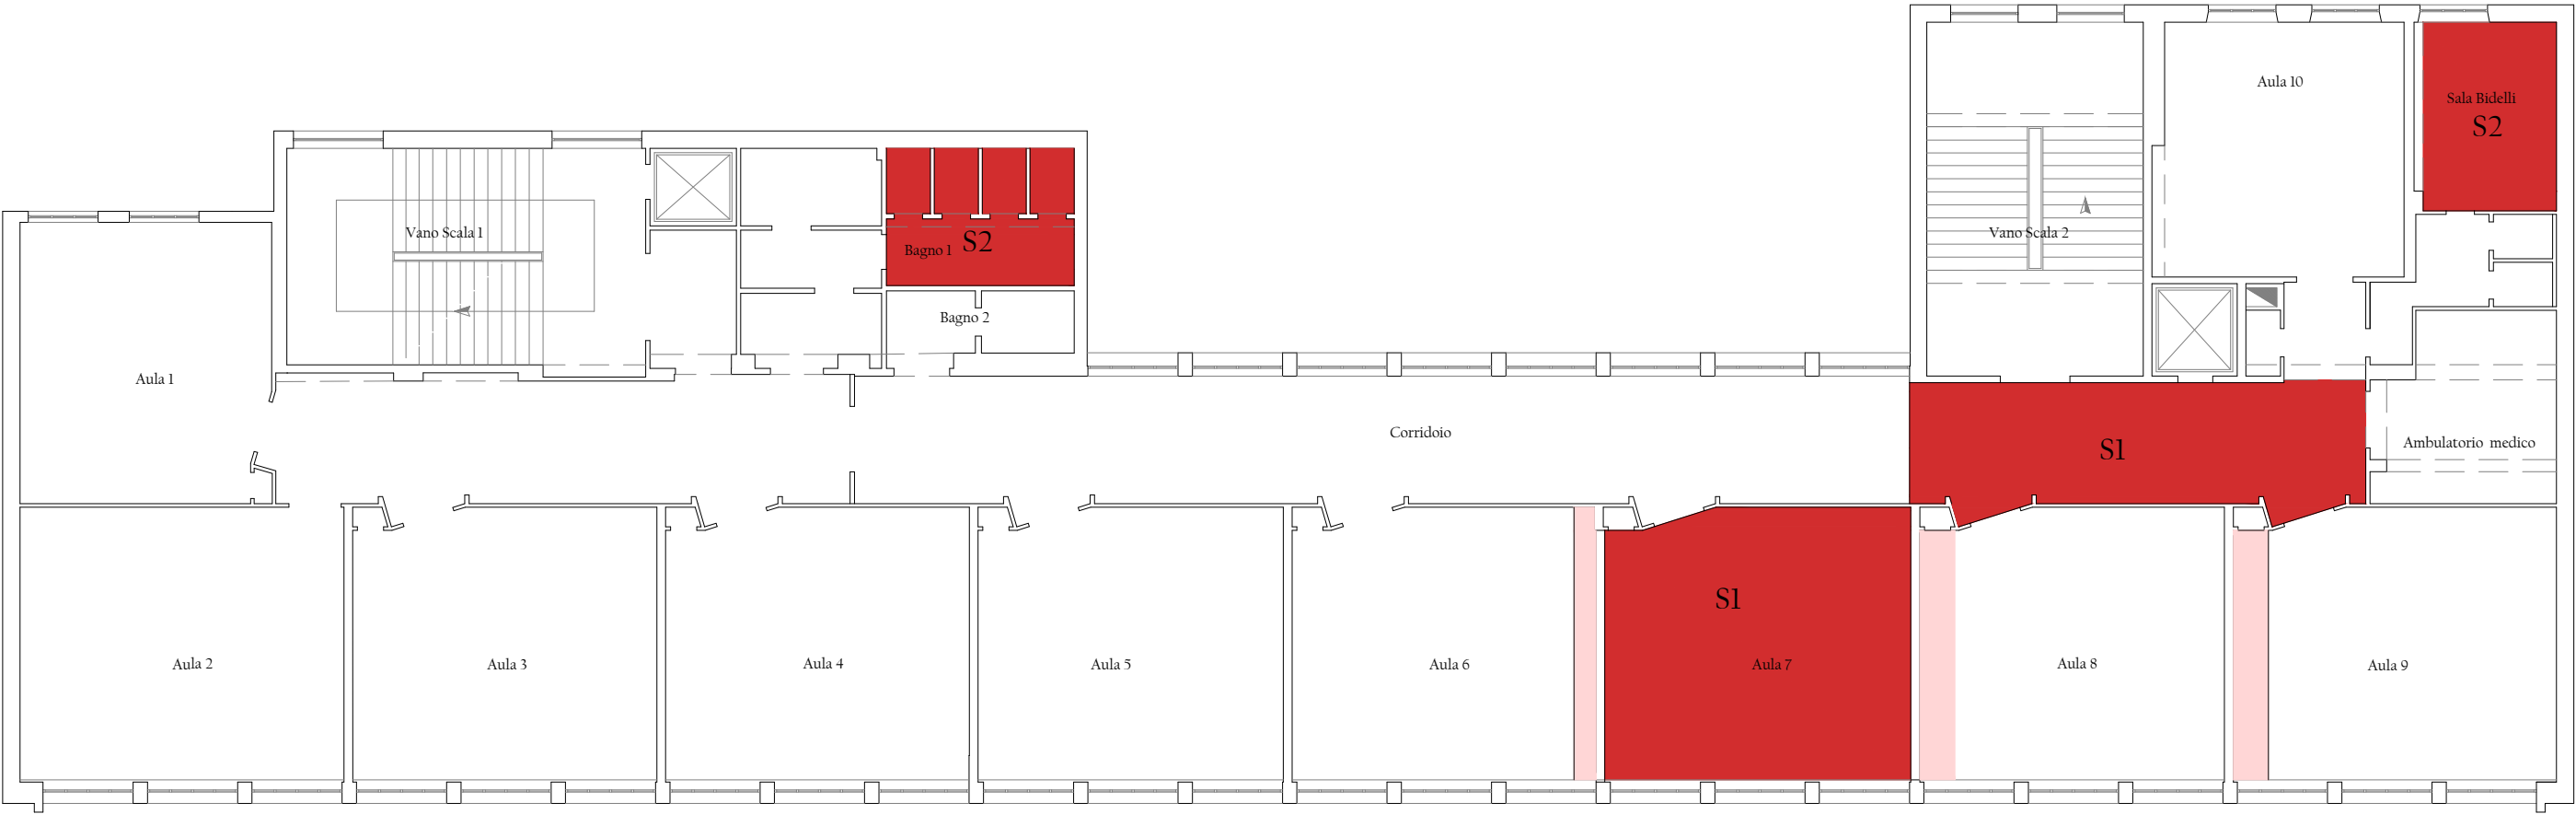 Aula 10
Sala Bidelli
S2
Vano Scala 1
Bagno 1
S2
Vano Scala 2
Bagno 2
Aula 1
Corridoio
S1
Ambulatorio medico
S1
Aula 2
Aula 3
Aula 4
Aula 5
Aula 6
Aula 7
Aula 8
Aula 9